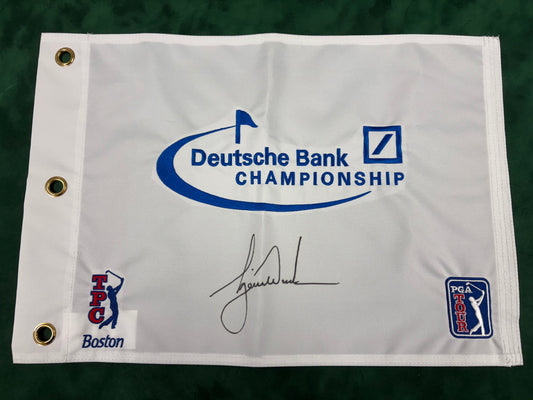 Deutsche Bank
CHAMPIONSHIP
TPC
Boston
PGA
TOUR